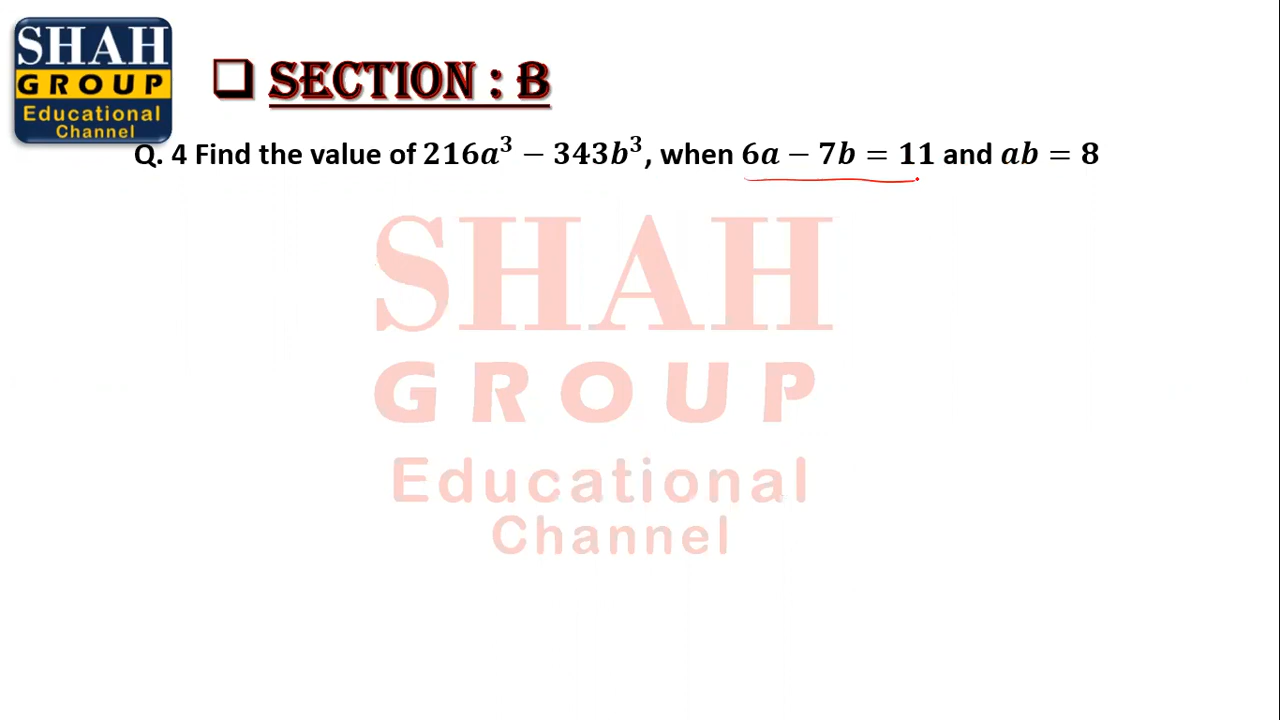 SHAH
GROUP
Educational
Channel
SECTION : B
Q. 4 Find the value of 216a³ − 343b³, when 6a − 7b = 11 and ab = 8
SHAH
GROUP
Educational
Channel